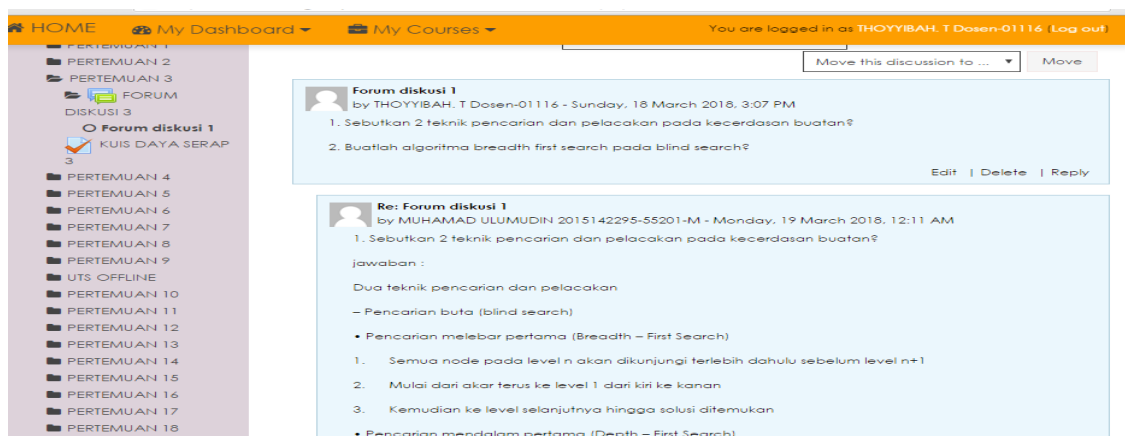 HOME My Dashboard My Courses You are logged in as THOYYIBAH. T Dosen-01116 (Log out)
PERTEMUAN 1
PERTEMUAN 2
PERTEMUAN 3
FORUM
DISKUSI 3
Forum diskusi 1
KUIS DAYA SERAP
3
PERTEMUAN 4
PERTEMUAN 5
PERTEMUAN 6
PERTEMUAN 7
PERTEMUAN 8
PERTEMUAN 9
UTS OFFLINE
PERTEMUAN 10
PERTEMUAN 11
PERTEMUAN 12
PERTEMUAN 13
PERTEMUAN 14
PERTEMUAN 15
PERTEMUAN 16
PERTEMUAN 17
PERTEMUAN 18
Move this discussion to ... Move
Forum diskusi 1
by THOYYIBAH. T Dosen-01116 - Sunday, 18 March 2018, 3:07 PM
1. Sebutkan 2 teknik pencarian dan pelacakan pada kecerdasan buatan?
2. Buatlah algoritma breadth first search pada blind search?
Edit | Delete | Reply
Re: Forum diskusi 1
by MUHAMAD ULUMUDIN 2015142295-55201-M - Monday, 19 March 2018, 12:11 AM
1. Sebutkan 2 teknik pencarian dan pelacakan pada kecerdasan buatan?
jawaban :
Dua teknik pencarian dan pelacakan
– Pencarian buta (blind search)
• Pencarian melebar pertama (Breadth – First Search)
1. Semua node pada level n akan dikunjungi terlebih dahulu sebelum level n+1
2. Mulai dari akar terus ke level 1 dari kiri ke kanan
3. Kemudian ke level selanjutnya hingga solusi ditemukan
• Pencarian mendalam pertama (Depth – First Search)